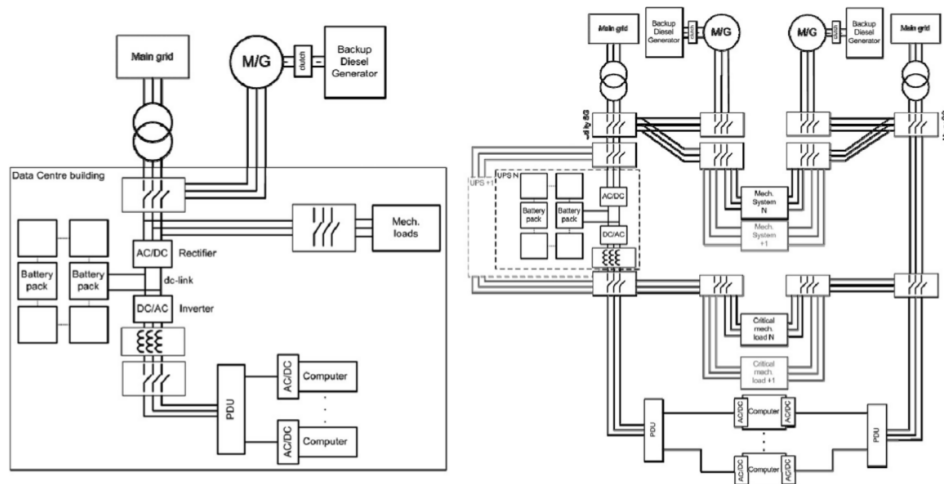 Main grid
M/G
clutch
Backup
Diesel
Generator
Data Centre building
Mech.
loads
AC/DC
Rectifier
Battery
pack
Battery
pack
dc-link
DC/AC
Inverter
PDU
AC/DC
Computer
AC/DC
Computer
Main grid
Backup
Diesel
Generator
clutch
M/G
M/G
clutch
Backup
Diesel
Generator
Main grid
UPS +1
UPS N
AC/DC
Battery
pack
Battery
pack
DC/AC
Mech.
System
N
Mech.
System +1
Critical
mech.
load N
Critical
mech.
load +1
PDU
AC/DC
Computer
AC/DC
PDU
AC/DC
Computer
AC/DC